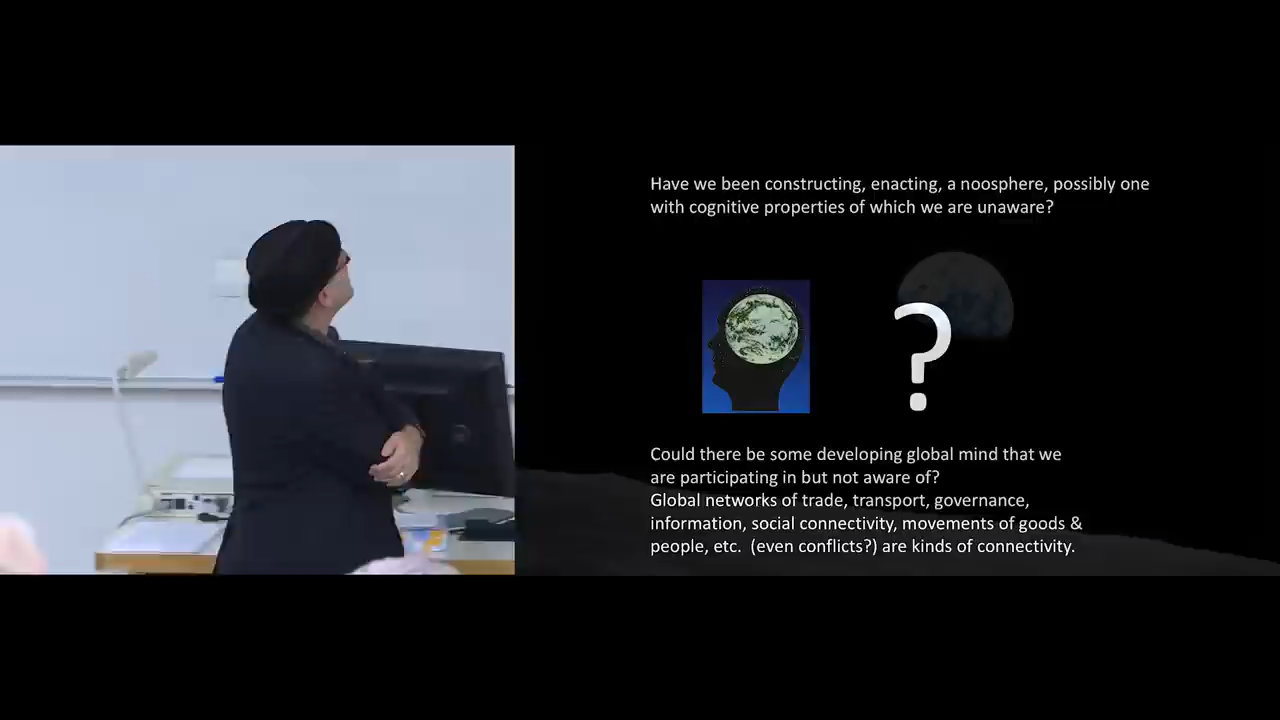 Have we been constructing, enacting, a noosphere, possibly one
with cognitive properties of which we are unaware?
?
Could there be some developing global mind that we
are participating in but not aware of?
Global networks of trade, transport, governance,
information, social connectivity, movements of goods &
people, etc. (even conflicts?) are kinds of connectivity.